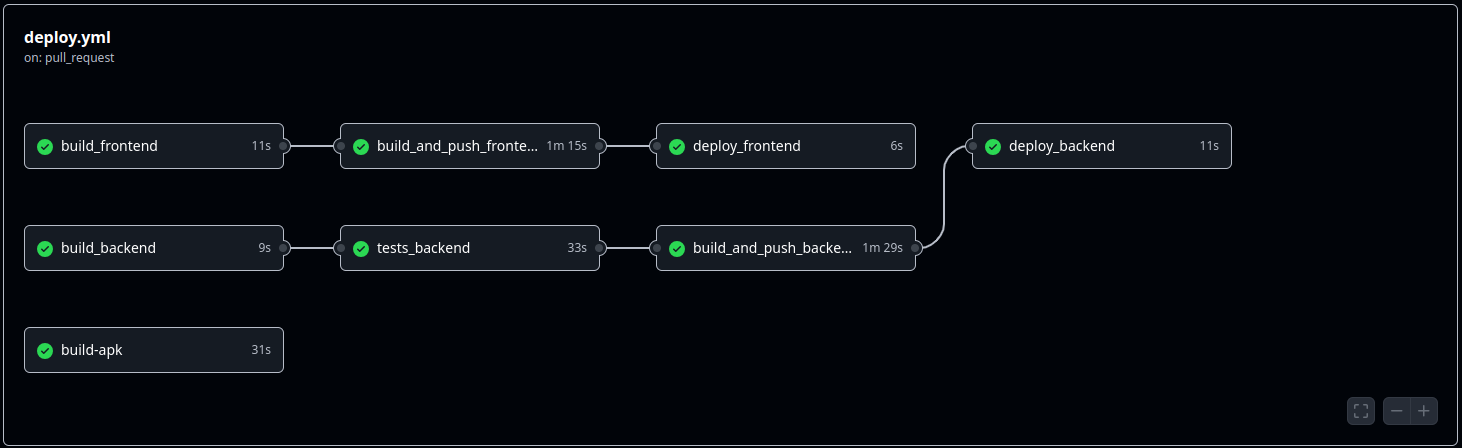 deploy.yml
on: pull_request
build_frontend 11s
build_and_push_fronte... 1m 15s
deploy_frontend 6s
deploy_backend 11s
build_backend 9s
tests_backend 33s
build_and_push_backe... 1m 29s
build-apk 31s